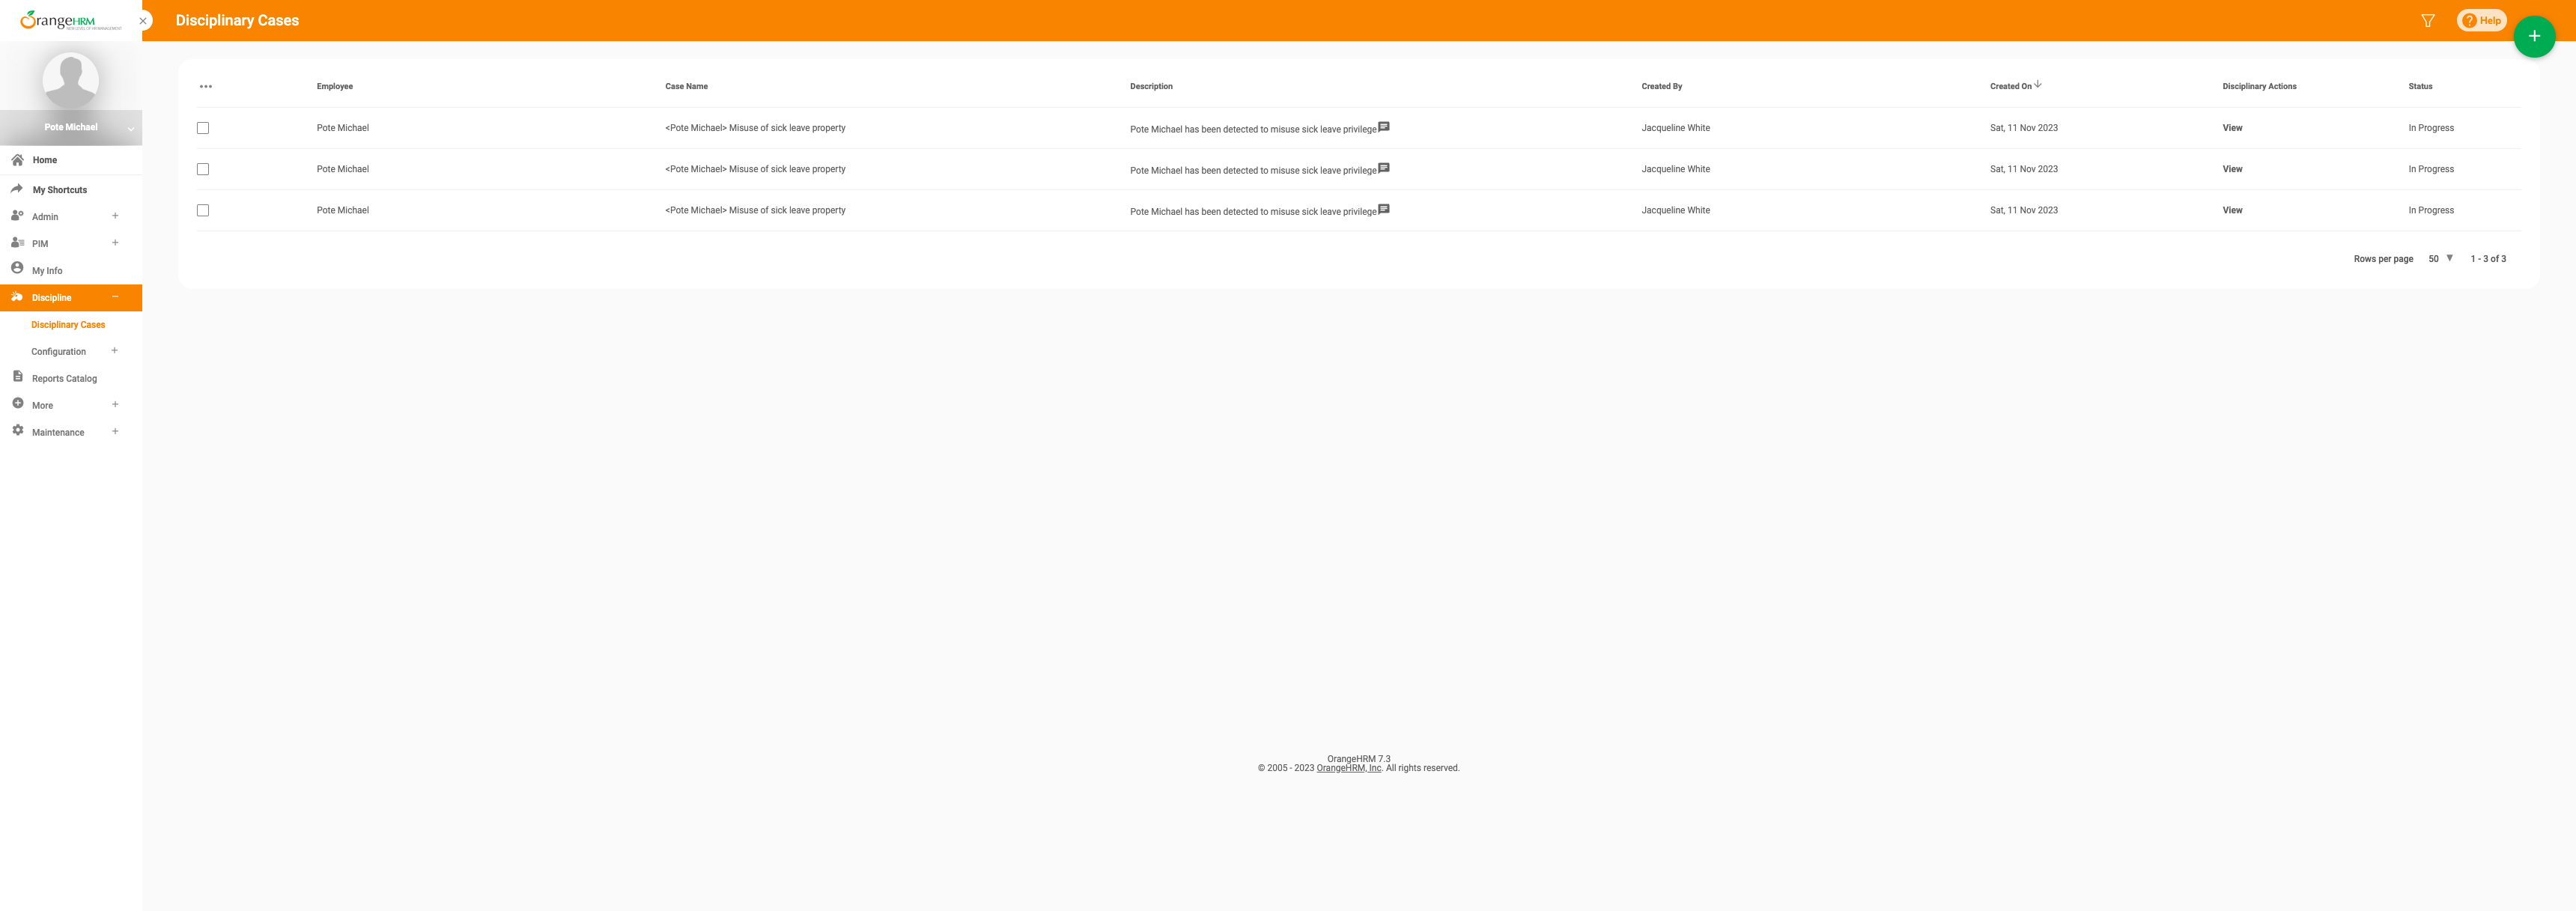 OrangeHRM
NEW LEVEL OF HR MANAGEMENT
Disciplinary Cases
? Help
Pote Michael
Home
My Shortcuts
Admin
PIM
My Info
Discipline
Disciplinary Cases
Configuration
Reports Catalog
More
Maintenance
Employee Case Name Description Created By Created On Disciplinary Actions Status
Pote Michael <Pote Michael> Misuse of sick leave property Pote Michael has been detected to misuse sick leave privilege Jacqueline White Sat, 11 Nov 2023 View In Progress
Pote Michael <Pote Michael> Misuse of sick leave property Pote Michael has been detected to misuse sick leave privilege Jacqueline White Sat, 11 Nov 2023 View In Progress
Pote Michael <Pote Michael> Misuse of sick leave property Pote Michael has been detected to misuse sick leave privilege Jacqueline White Sat, 11 Nov 2023 View In Progress
Rows per page 50 1 - 3 of 3
OrangeHRM 7.3
© 2005 - 2023 OrangeHRM, Inc. All rights reserved.